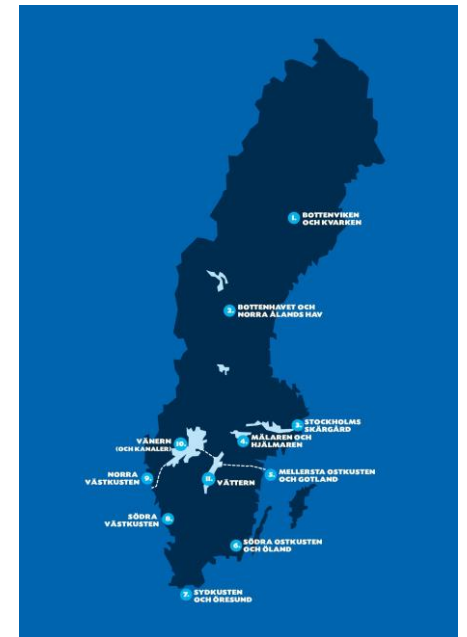 1. BOTTENVIKEN
OCH KVARKEN
2. BOTTENHAVET OCH
NORRA ÅLANDS HAV
3. STOCKHOLMS
SKÄRGÅRD
4. MÄLAREN OCH
HJÄLMAREN
10. VÄNERN
(OCH KANALER)
5. MELLERSTA OSTKUSTEN
OCH GOTLAND
9. NORRA
VÄSTKUSTEN
11. VÄTTERN
8. SÖDRA
VÄSTKUSTEN
6. SÖDRA OSTKUSTEN
OCH ÖLAND
7. SYDKUSTEN
OCH ÖRESUND